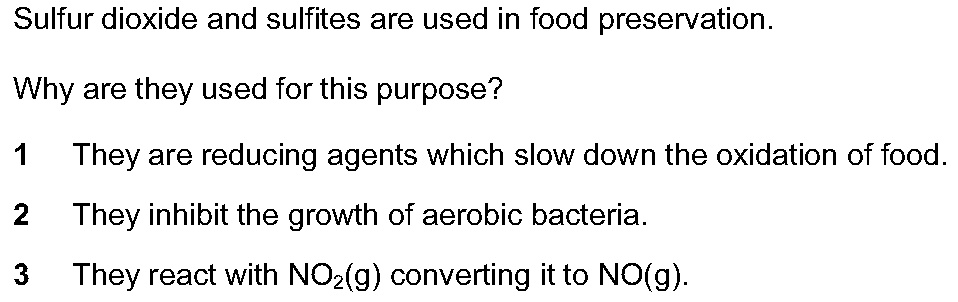 Sulfur dioxide and sulfites are used in food preservation.
Why are they used for this purpose?
1 They are reducing agents which slow down the oxidation of food.
2 They inhibit the growth of aerobic bacteria.
3 They react with NO₂(g) converting it to NO(g).